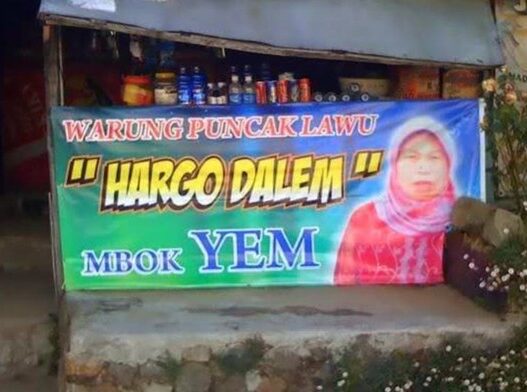 WARUNG PUNCAK LAWU
"HARGO DALEM"
MBOK YEM